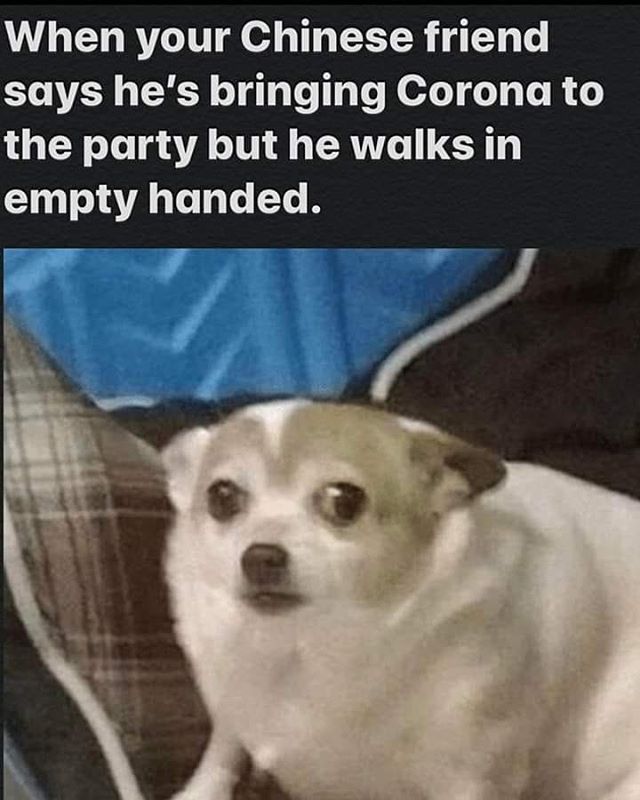 When your Chinese friend
says he's bringing Corona to
the party but he walks in
empty handed.